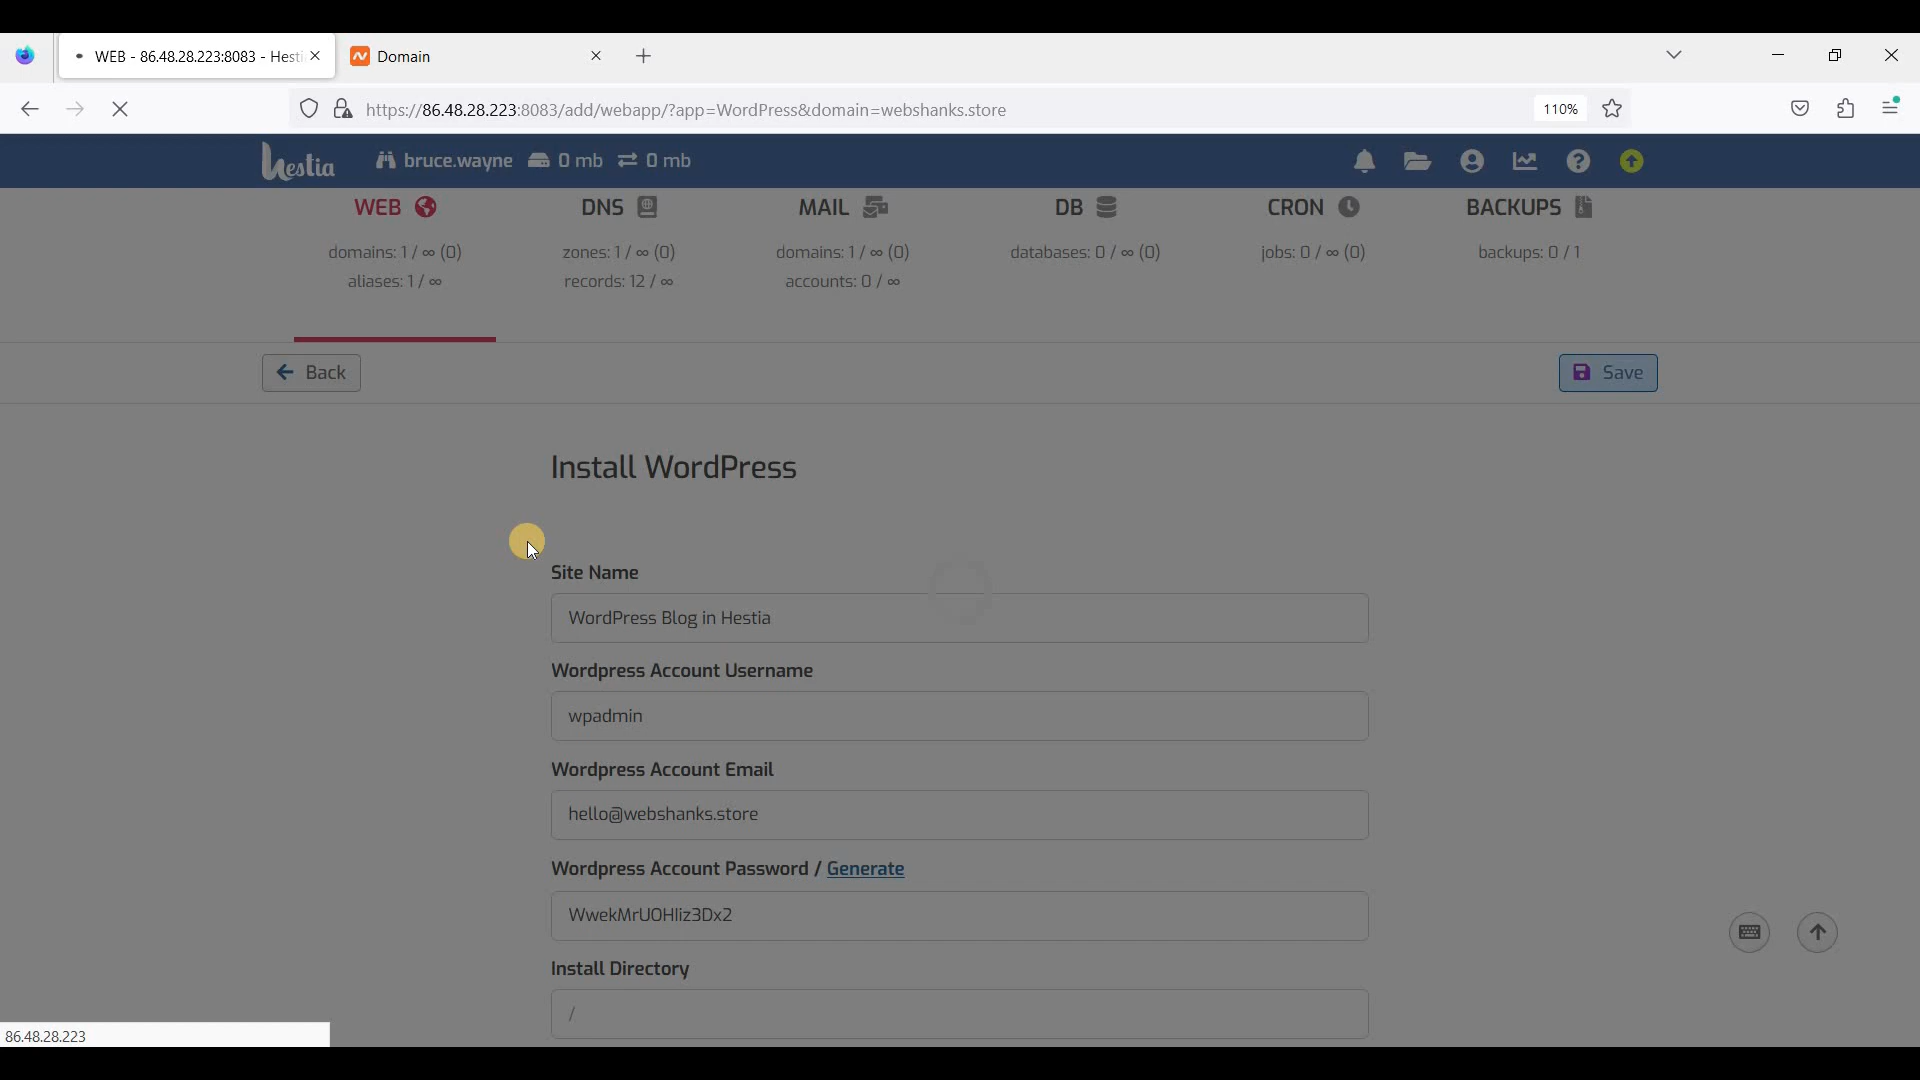 WEB - 86.48.28.223:8083 - Hesti
Domain
https://86.48.28.223:8083/add/webapp/?app=WordPress&domain=webshanks.store
110%
hestia
bruce.wayne 0 mb 0 mb
WEB DNS MAIL DB CRON BACKUPS
domains: 1 / ∞ (0) zones: 1 / ∞ (0) domains: 1 / ∞ (0) databases: 0 / ∞ (0) jobs: 0 / ∞ (0) backups: 0 / 1
aliases: 1 / ∞ records: 12 / ∞ accounts: 0 / ∞
Back Save
Install WordPress
Site Name
WordPress Blog in Hestia
Wordpress Account Username
wpadmin
Wordpress Account Email
hello@webshanks.store
Wordpress Account Password / Generate
WwekMrUOHIiz3Dx2
Install Directory
/
86.48.28.223